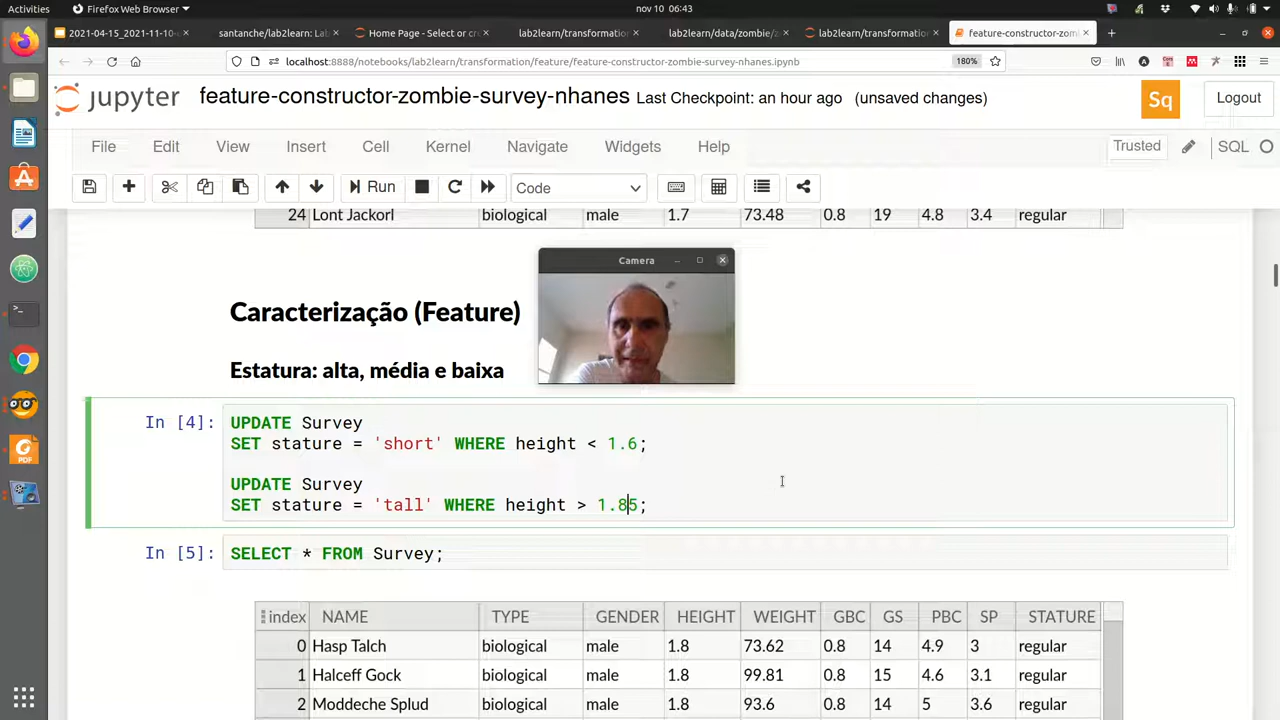 Activities
Firefox Web Browser
nov 10 06:43
2021-04-15_2021-11-10-
santanche/lab2learn: Lab
Home Page - Select or cre
lab2learn/transformation
lab2learn/data/zombie/z
lab2learn/transformation
feature-constructor-zomb
localhost:8888/notebooks/lab2learn/transformation/feature/feature-constructor-zombie-survey-nhanes.ipynb
180%
jupyter
feature-constructor-zombie-survey-nhanes Last Checkpoint: an hour ago (unsaved changes)
Sq
Logout
File Edit View Insert Cell Kernel Navigate Widgets Help
Trusted
SQL
Run
Code
24 Lont Jackorl biological male 1.7 73.48 0.8 19 4.8 3.4 regular
Camera
Caracterização (Feature)
Estatura: alta, média e baixa
In [4]: UPDATE Survey
SET stature = 'short' WHERE height < 1.6;
UPDATE Survey
SET stature = 'tall' WHERE height > 1.85;
In [5]: SELECT * FROM Survey;
index NAME TYPE GENDER HEIGHT WEIGHT GBC GS PBC SP STATURE
0 Hasp Talch biological male 1.8 73.62 0.8 14 4.9 3 regular
1 Halceff Gock biological male 1.8 99.81 0.8 15 4.6 3.1 regular
2 Moddeche Splud biological male 1.8 93.6 0.8 14 5 3.6 regular